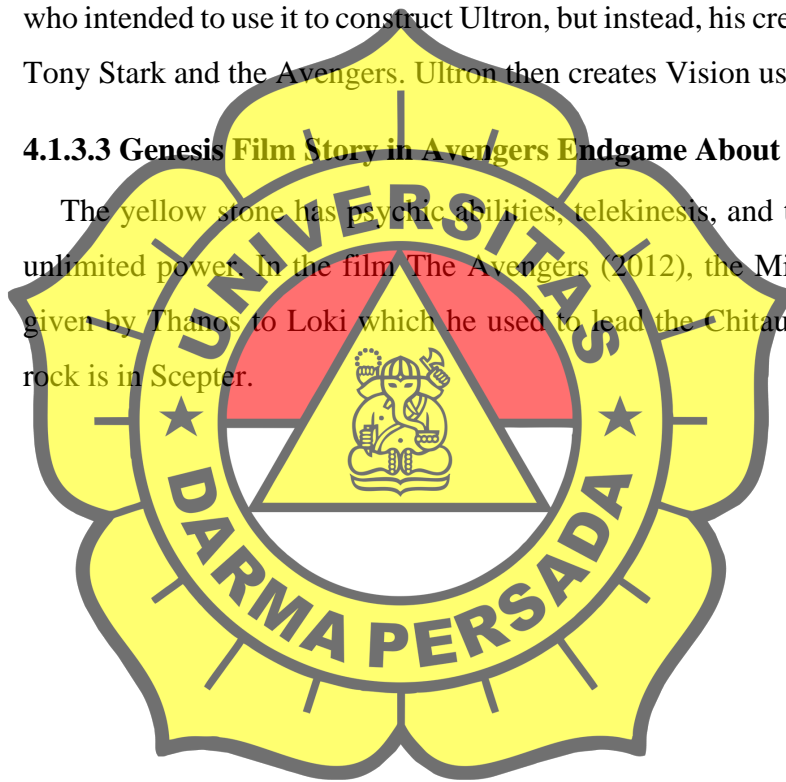 who intended to use it to construct Ultron, but instead, his cre
Tony Stark and the Avengers. Ultron then creates Vision us
4.1.3.3 Genesis Film Story in Avengers Endgame About
The yellow stone has psychic abilities, telekinesis, and t
unlimited power. In the film The Avengers (2012), the Mi
given by Thanos to Loki which he used to lead the Chitau
rock is in Scepter.
UNIVERSITAS
DARMA PERSADA